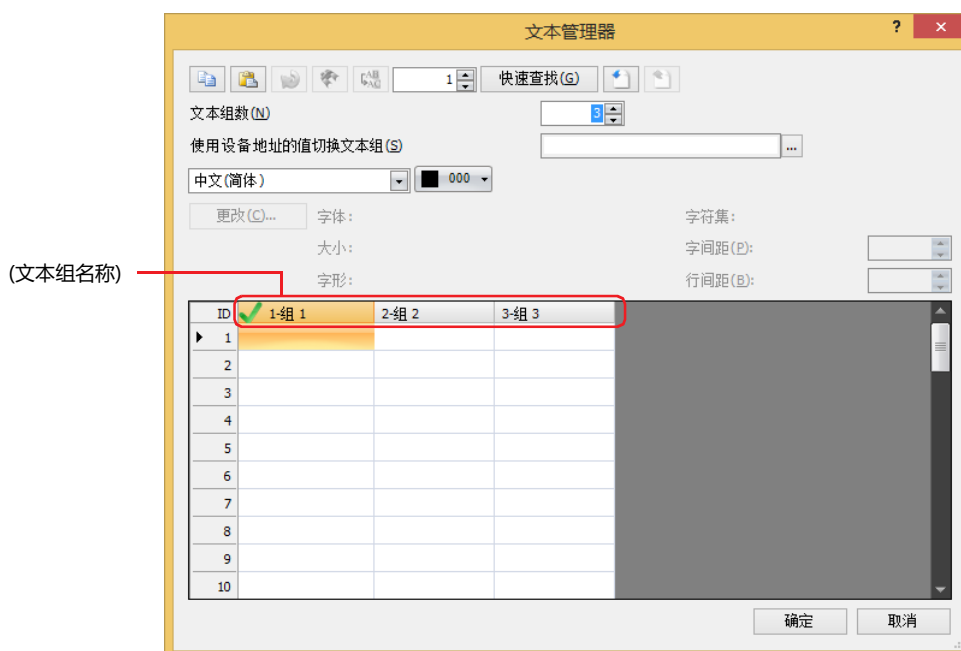 文本管理器
?
×
1
快速查找(G)
文本组数(N)
3
使用设备地址的值切换文本组(S)
...
中文(简体)
000
更改(C)...
字体:
字符集:
大小:
字间距(P):
字形:
行间距(B):
(文本组名称)
ID 1-组 1 2-组 2 3-组 3
1
2
3
4
5
6
7
8
9
10
确定
取消